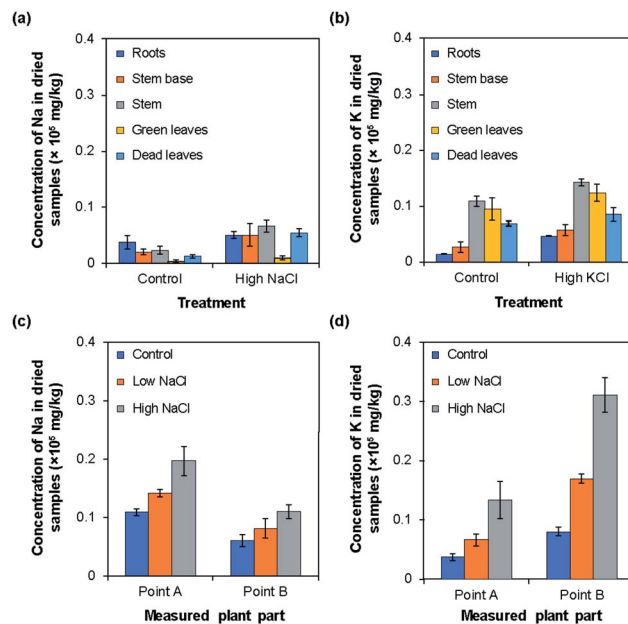 (a)
Concentration of Na in dried
samples (× 10⁵ mg/kg)
0.4
0.3
0.2
0.1
0
Roots
Stem base
Stem
Green leaves
Dead leaves
Control
High NaCl
Treatment
(b)
Concentration of K in dried
samples (× 10⁵ mg/kg)
0.4
0.3
0.2
0.1
0
Roots
Stem base
Stem
Green leaves
Dead leaves
Control
High KCl
Treatment
(c)
Concentration of Na in dried
samples (×10⁵ mg/kg)
0.4
0.3
0.2
0.1
0
Control
Low NaCl
High NaCl
Point A
Point B
Measured plant part
(d)
Concentration of K in dried
samples (×10⁵ mg/kg)
0.4
0.3
0.2
0.1
0
Control
Low NaCl
High NaCl
Point A
Point B
Measured plant part